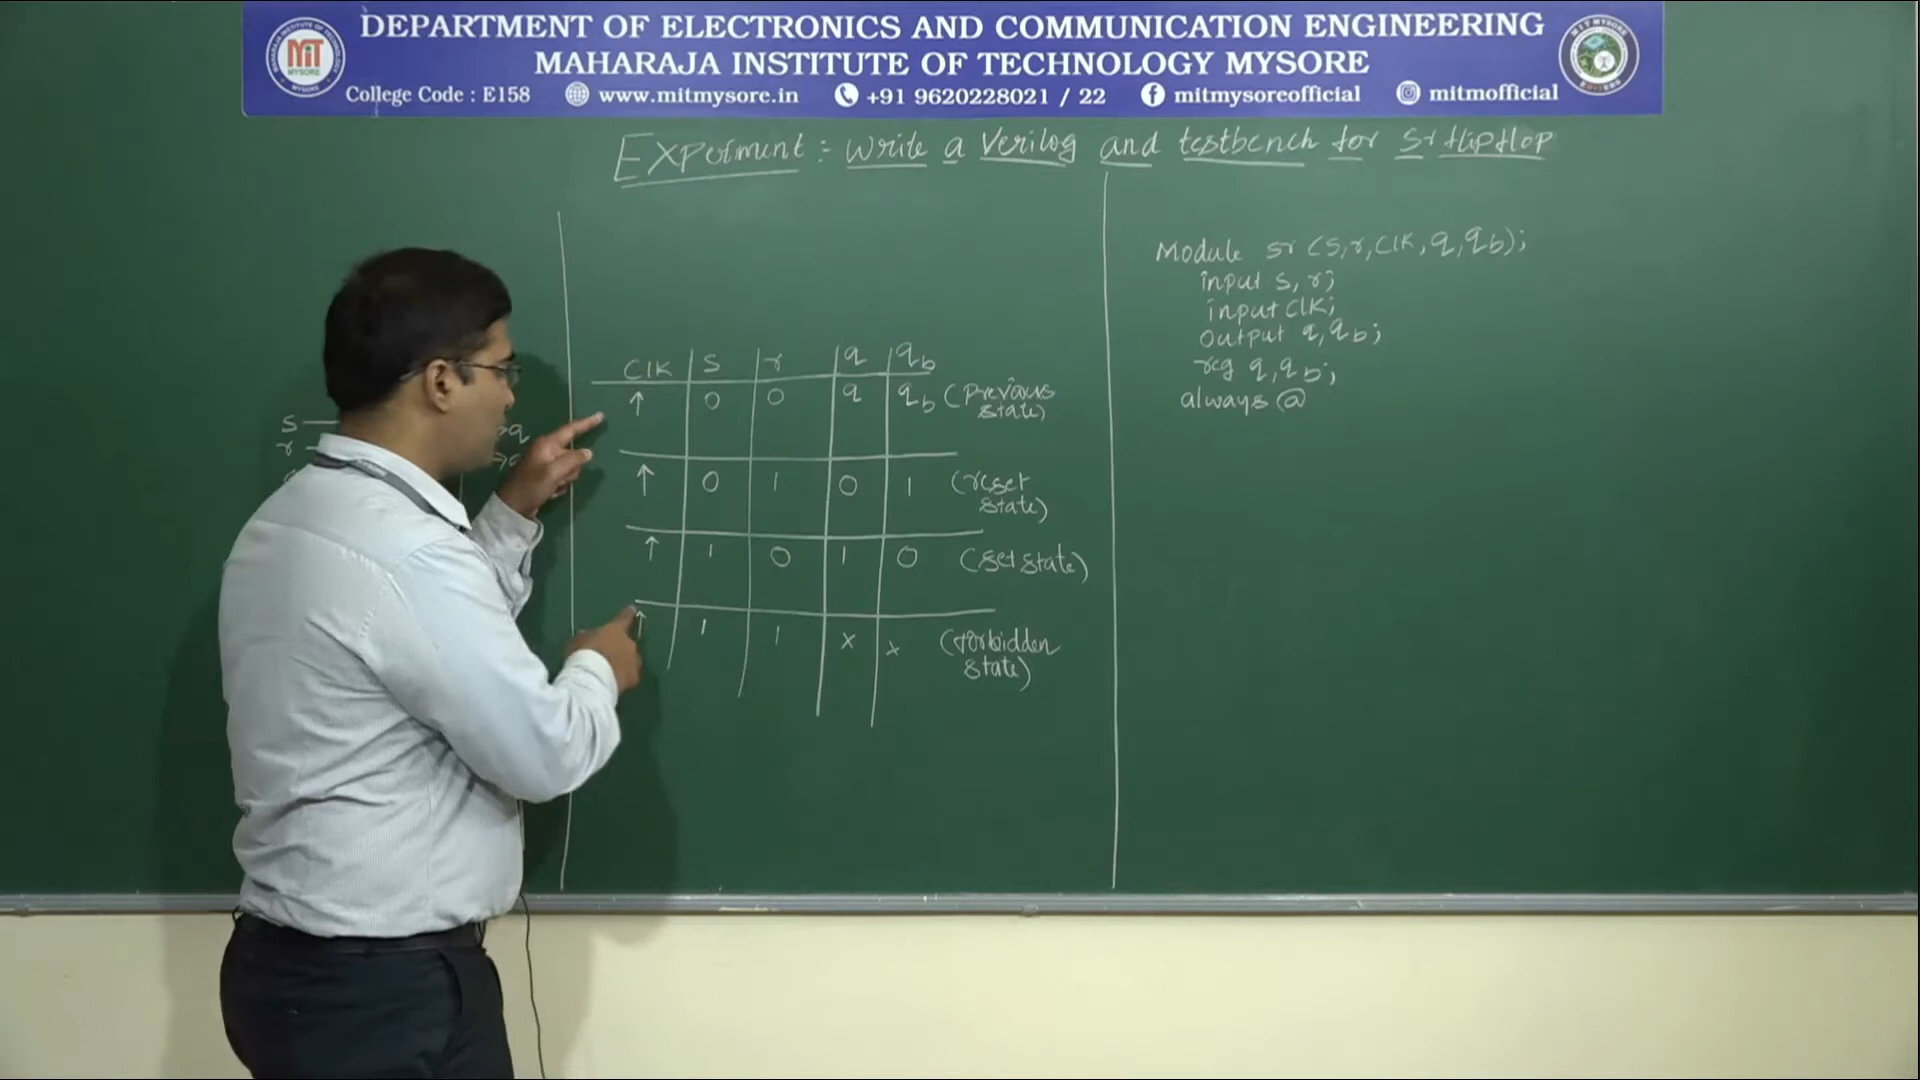 DEPARTMENT OF ELECTRONICS AND COMMUNICATION ENGINEERING
MAHARAJA INSTITUTE OF TECHNOLOGY MYSORE
College Code : E158 www.mitmysore.in +91 9620228021 / 22 mitmysoreofficial mitmofficial
MIT
MYSORE
Experiment : Write a Verilog and testbench for Sr flipflop
S
r
q
Clk S r q qb
↑ 0 0 q qb (Previous state)
↑ 0 1 0 1 (reset state)
↑ 1 0 1 0 (set state)
↑ 1 1 x x (forbidden state)
Module Sr (S,r,Clk,q,qb);
input s, r;
input Clk;
Output q,qb;
reg q,qb;
always @